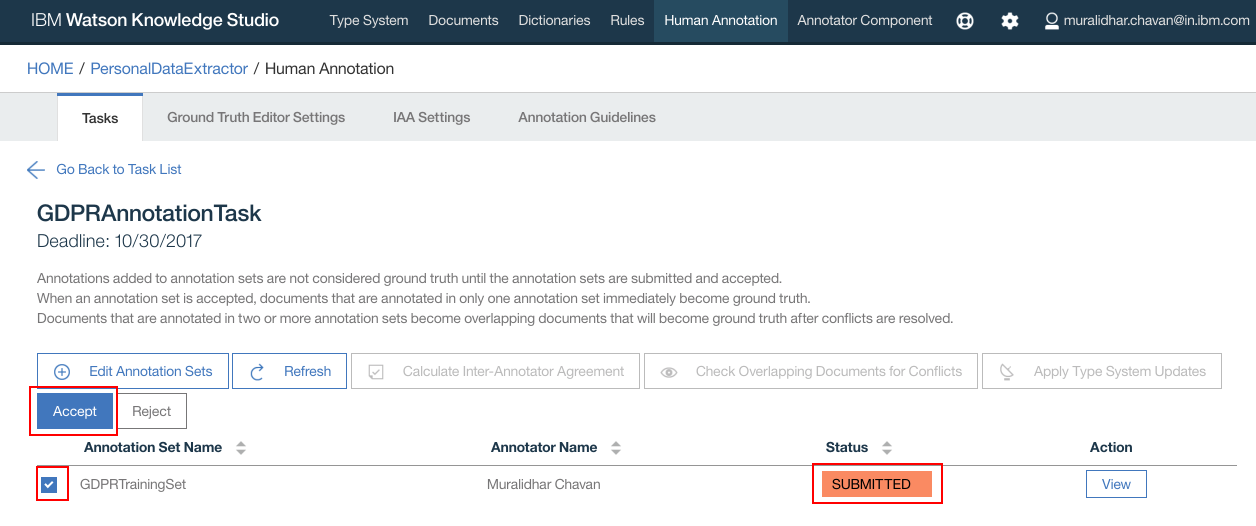 IBM Watson Knowledge Studio Type System Documents Dictionaries Rules Human Annotation Annotator Component muralidhar.chavan@in.ibm.com
HOME / PersonalDataExtractor / Human Annotation
Tasks Ground Truth Editor Settings IAA Settings Annotation Guidelines
Go Back to Task List
GDPRAnnotationTask
Deadline: 10/30/2017
Annotations added to annotation sets are not considered ground truth until the annotation sets are submitted and accepted.
When an annotation set is accepted, documents that are annotated in only one annotation set immediately become ground truth.
Documents that are annotated in two or more annotation sets become overlapping documents that will become ground truth after conflicts are resolved.
Edit Annotation Sets Refresh Calculate Inter-Annotator Agreement Check Overlapping Documents for Conflicts Apply Type System Updates
Accept Reject
Annotation Set Name Annotator Name Status Action
GDPRTrainingSet Muralidhar Chavan SUBMITTED View